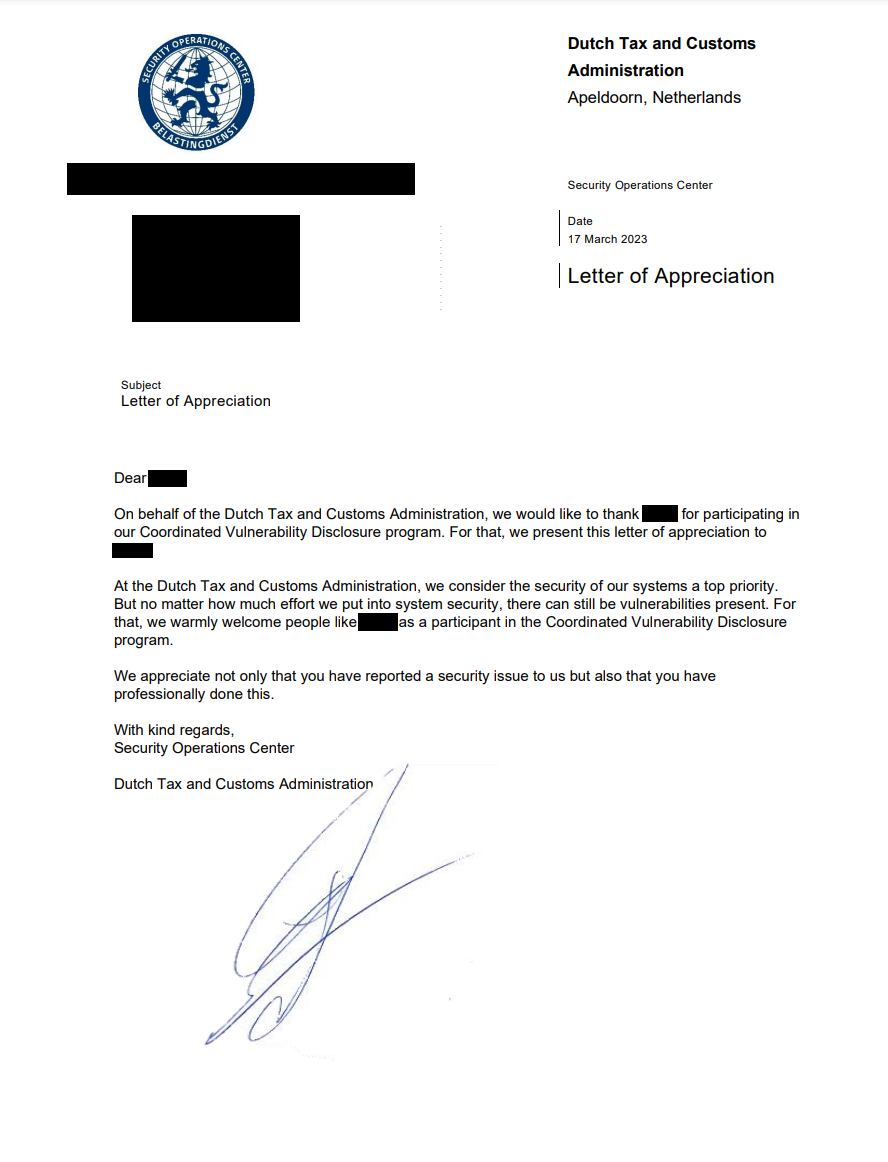 SECURITY OPERATIONS CENTER
BELASTINGDIENST
Dutch Tax and Customs
Administration
Apeldoorn, Netherlands
Security Operations Center
Date
17 March 2023
Letter of Appreciation
Subject
Letter of Appreciation
Dear
On behalf of the Dutch Tax and Customs Administration, we would like to thank for participating in
our Coordinated Vulnerability Disclosure program. For that, we present this letter of appreciation to
At the Dutch Tax and Customs Administration, we consider the security of our systems a top priority.
But no matter how much effort we put into system security, there can still be vulnerabilities present. For
that, we warmly welcome people like as a participant in the Coordinated Vulnerability Disclosure
program.
We appreciate not only that you have reported a security issue to us but also that you have
professionally done this.
With kind regards,
Security Operations Center
Dutch Tax and Customs Administration